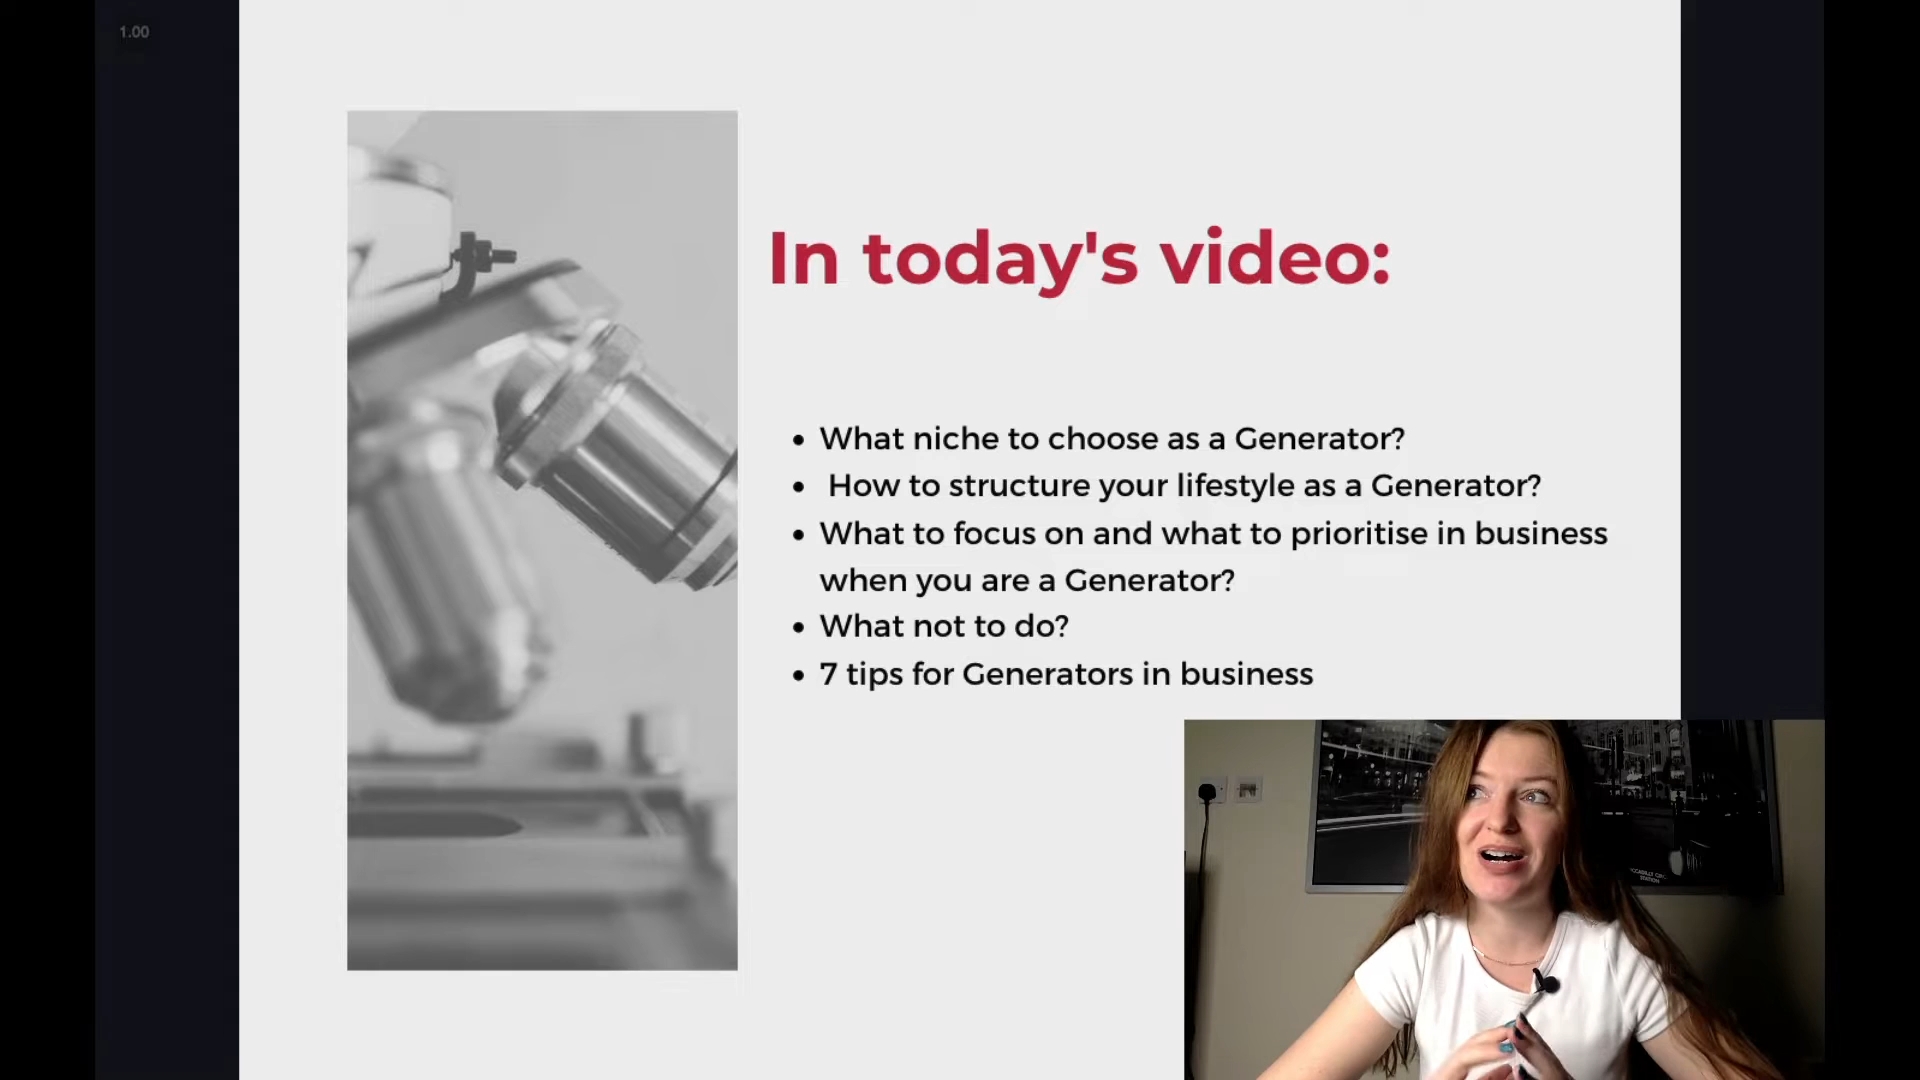 1.00
In today's video:
• What niche to choose as a Generator?
• How to structure your lifestyle as a Generator?
• What to focus on and what to prioritise in business
when you are a Generator?
• What not to do?
• 7 tips for Generators in business
STATION